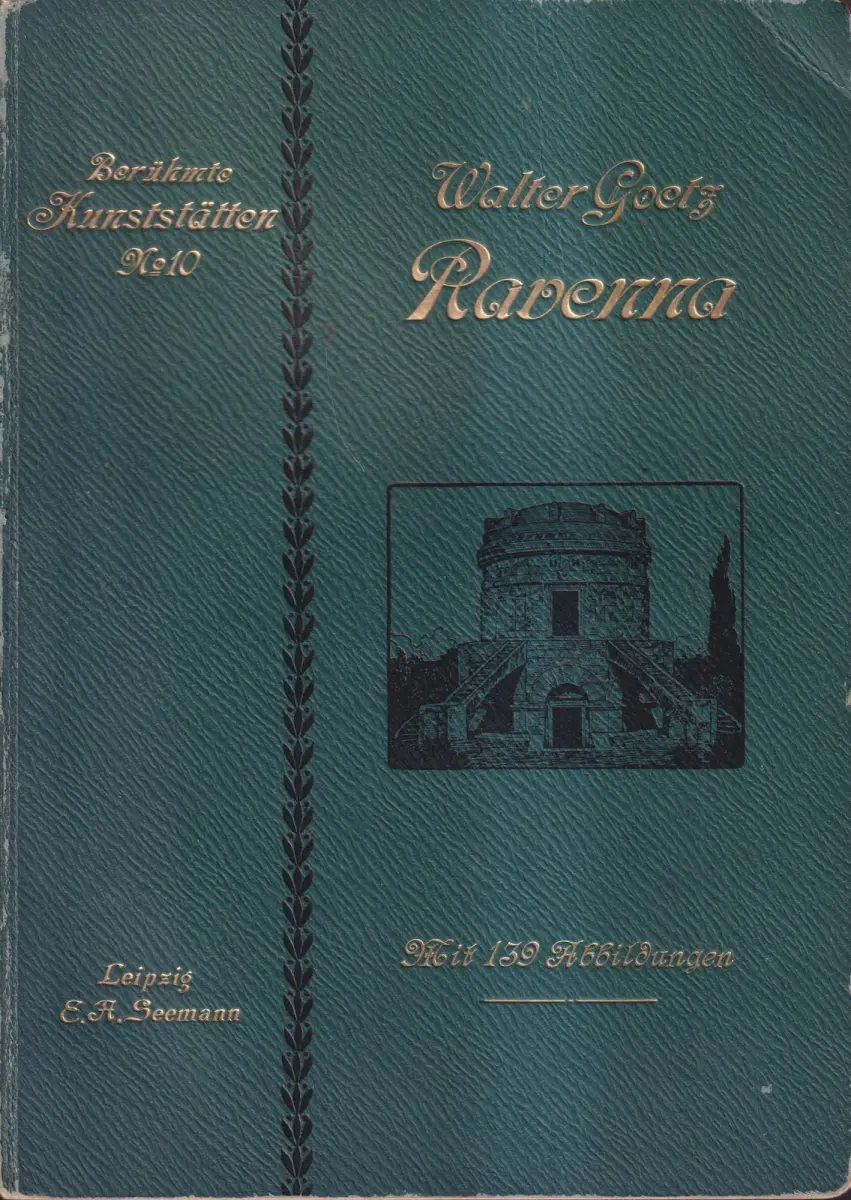 Berühmte
Kunststätten
No 10
Walter Goetz
Ravenna
Mit 139 Abbildungen
Leipzig
E. A. Seemann